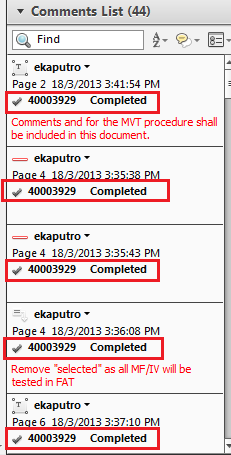 Comments List (44)
Find
T ekaputro
Page 2 18/3/2013 3:41:54 PM
40003929 Completed
Comments and for the MVT procedure shall
be included in this document.
ekaputro
Page 4 18/3/2013 3:35:38 PM
40003929 Completed
ekaputro
Page 4 18/3/2013 3:35:43 PM
40003929 Completed
ekaputro
Page 4 18/3/2013 3:36:08 PM
40003929 Completed
Remove "selected" as all MF/IV will be
tested in FAT
T ekaputro
Page 6 18/3/2013 3:37:10 PM
40003929 Completed